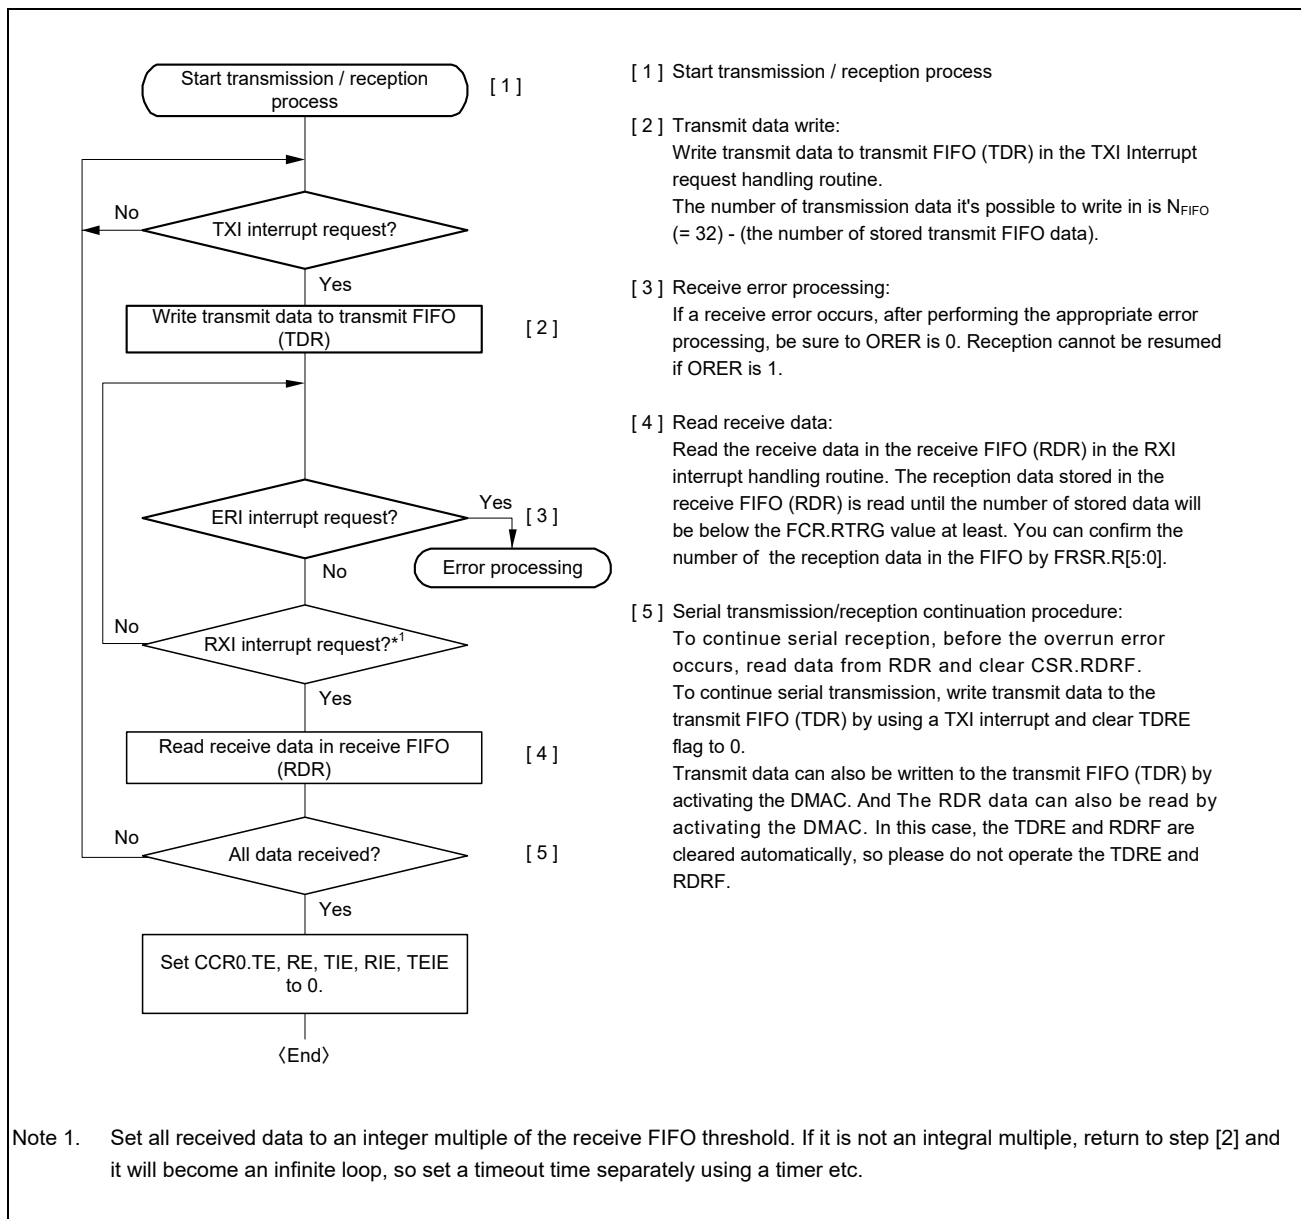 Start transmission / reception
process
[ 1 ]
No
TXI interrupt request?
Yes
Write transmit data to transmit FIFO
(TDR)
[ 2 ]
ERI interrupt request?
Yes
[ 3 ]
Error processing
No
No
RXI interrupt request?*1
Yes
Read receive data in receive FIFO
(RDR)
[ 4 ]
No
All data received?
[ 5 ]
Yes
Set CCR0.TE, RE, TIE, RIE, TEIE
to 0.
〈End〉
[ 1 ] Start transmission / reception process
[ 2 ] Transmit data write:
Write transmit data to transmit FIFO (TDR) in the TXI Interrupt
request handling routine.
The number of transmission data it's possible to write in is NFIFO
(= 32) - (the number of stored transmit FIFO data).
[ 3 ] Receive error processing:
If a receive error occurs, after performing the appropriate error
processing, be sure to ORER is 0. Reception cannot be resumed
if ORER is 1.
[ 4 ] Read receive data:
Read the receive data in the receive FIFO (RDR) in the RXI
interrupt handling routine. The reception data stored in the
receive FIFO (RDR) is read until the number of stored data will
be below the FCR.RTRG value at least. You can confirm the
number of  the reception data in the FIFO by FRSR.R[5:0].
[ 5 ] Serial transmission/reception continuation procedure:
To continue serial reception, before the overrun error
occurs, read data from RDR and clear CSR.RDRF.
To continue serial transmission, write transmit data to the
transmit FIFO (TDR) by using a TXI interrupt and clear TDRE
flag to 0.
Transmit data can also be written to the transmit FIFO (TDR) by
activating the DMAC. And The RDR data can also be read by
activating the DMAC. In this case, the TDRE and RDRF are
cleared automatically, so please do not operate the TDRE and
RDRF.
Note 1. Set all received data to an integer multiple of the receive FIFO threshold. If it is not an integral multiple, return to step [2] and
it will become an infinite loop, so set a timeout time separately using a timer etc.